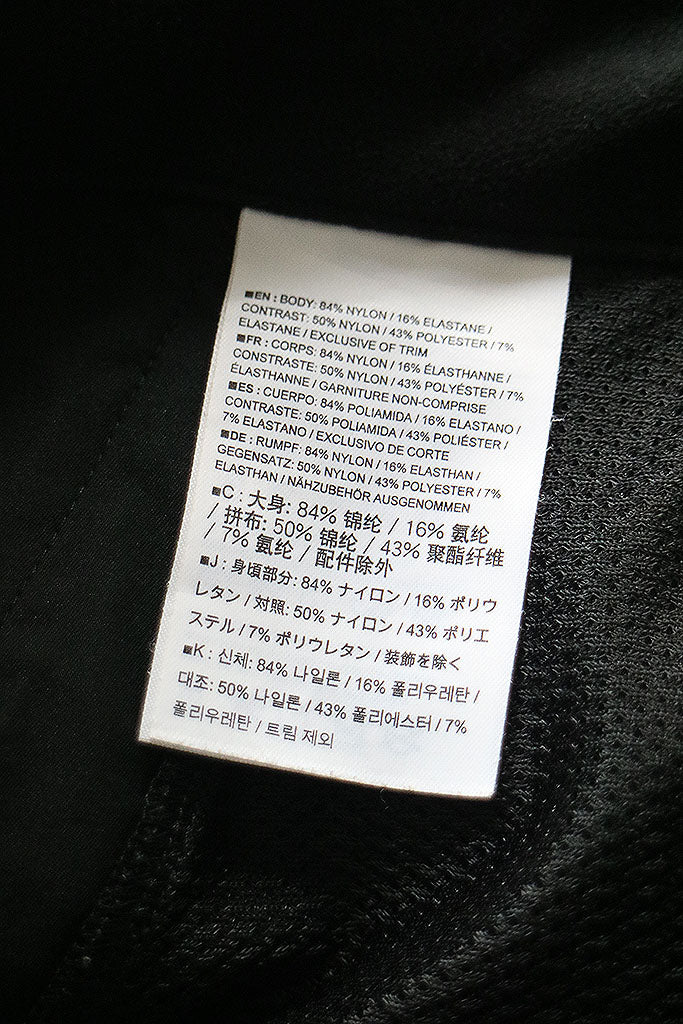 ■EN : BODY: 84% NYLON / 16% ELASTANE /
CONTRAST: 50% NYLON / 43% POLYESTER / 7%
ELASTANE / EXCLUSIVE OF TRIM
■FR : CORPS: 84% NYLON / 16% ÉLASTHANNE /
CONSTRASTE: 50% NYLON / 43% POLYÉSTER / 7%
ÉLASTHANNE / GARNITURE NON-COMPRISE
■ES : CUERPO: 84% POLIAMIDA / 16% ELASTANO /
CONTRASTE: 50% POLIAMIDA / 43% POLIÉSTER /
7% ELASTANO / EXCLUSIVO DE CORTE
■DE : RUMPF: 84% NYLON / 16% ELASTHAN /
GEGENSATZ: 50% NYLON / 43% POLYESTER / 7%
ELASTHAN / NÄHZUBEHÖR AUSGENOMMEN
■C : 大身: 84% 锦纶 / 16% 氨纶
/ 拼布: 50% 锦纶 / 43% 聚酯纤维
/ 7% 氨纶 / 配件除外
■J : 身頃部分: 84% ナイロン / 16% ポリウ
レタン / 対照: 50% ナイロン / 43% ポリエ
ステル / 7% ポリウレタン / 装飾を除く
■K : 신체: 84% 나일론 / 16% 폴리우레탄 /
대조: 50% 나일론 / 43% 폴리에스터 / 7%
폴리우레탄 / 트림 제외